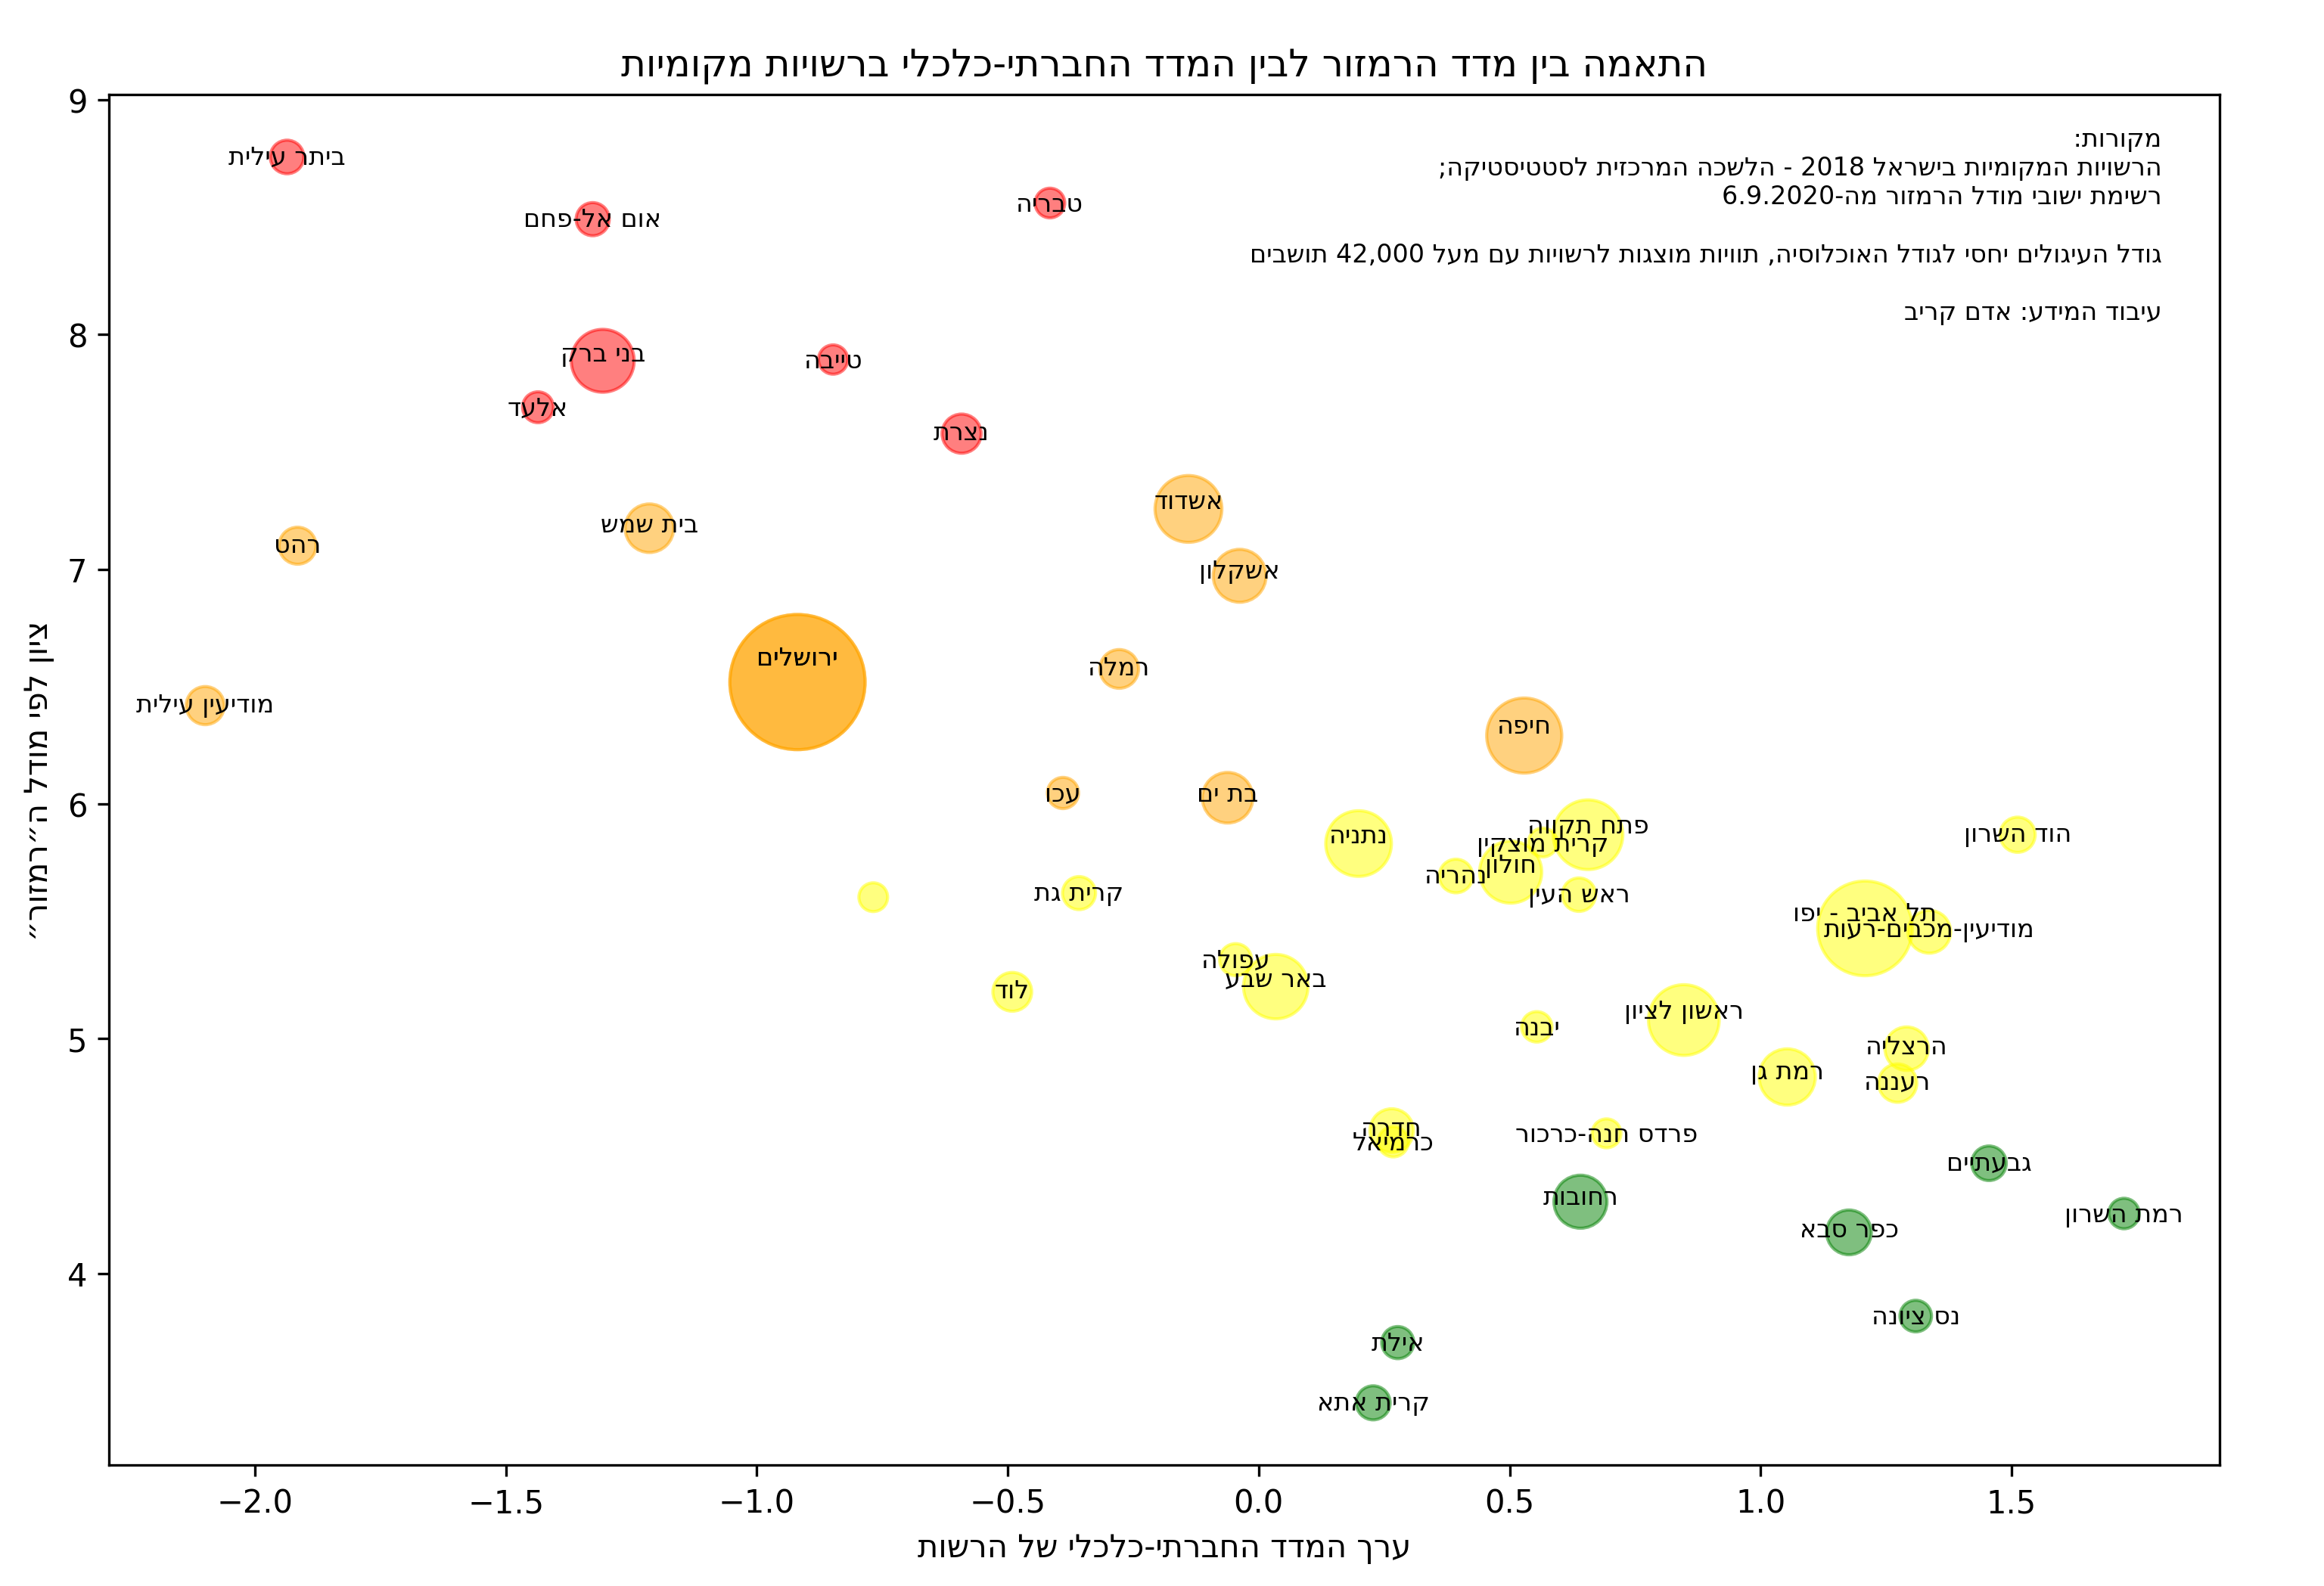 התאמה בין מדד הרמזור לבין המדד החברתי-כלכלי ברשויות מקומיות
מקורות:
הרשויות המקומיות בישראל 2018 - הלשכה המרכזית לסטטיסטיקה;
רשימת ישובי מודל הרמזור מה-6.9.2020
גודל העיגולים יחסי לגודל האוכלוסיה, תוויות מוצגות לרשויות עם מעל 42,000 תושבים
עיבוד המידע: אדם קריב
ציון לפי מודל ה״רמזור״
9
8
7
6
5
4
ביתר עילית
טבריה
אום אל-פחם
בני ברק
טייבה
אלעד
נצרת
אשדוד
בית שמש
רהט
אשקלון
ירושלים
רמלה
מודיעין עילית
חיפה
עכו
בת ים
נתניה
פתח תקווה
קרית מוצקין
הוד השרון
חולון
נהריה
קרית גת
ראש העין
תל אביב - יפו
מודיעין-מכבים-רעות
עפולה
באר שבע
לוד
יבנה
ראשון לציון
הרצליה
רמת גן
רעננה
חדרה
כרמיאל
פרדס חנה-כרכור
גבעתיים
רחובות
רמת השרון
כפר סבא
נס ציונה
אילת
קרית אתא
−2.0
−1.5
−1.0
−0.5
0.0
0.5
1.0
1.5
ערך המדד החברתי-כלכלי של הרשות